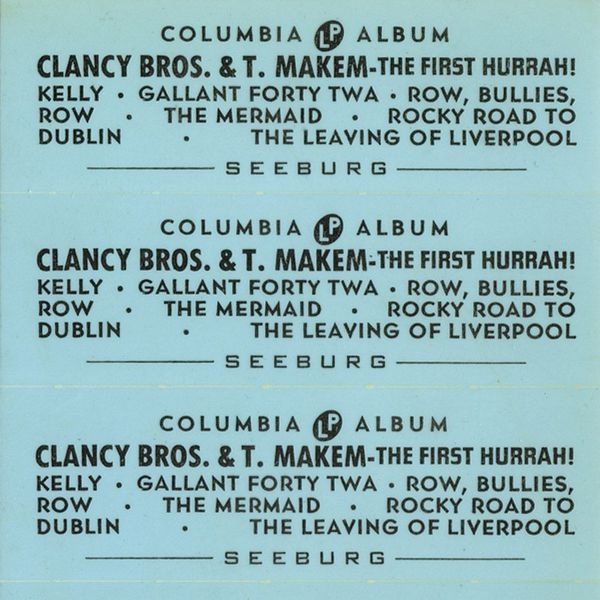 COLUMBIA LP ALBUM
CLANCY BROS. & T. MAKEM-THE FIRST HURRAH!
KELLY • GALLANT FORTY TWA • ROW, BULLIES,
ROW • THE MERMAID • ROCKY ROAD TO
DUBLIN • THE LEAVING OF LIVERPOOL
SEEBURG
COLUMBIA LP ALBUM
CLANCY BROS. & T. MAKEM-THE FIRST HURRAH!
KELLY • GALLANT FORTY TWA • ROW, BULLIES,
ROW • THE MERMAID • ROCKY ROAD TO
DUBLIN • THE LEAVING OF LIVERPOOL
SEEBURG
COLUMBIA LP ALBUM
CLANCY BROS. & T. MAKEM-THE FIRST HURRAH!
KELLY • GALLANT FORTY TWA • ROW, BULLIES,
ROW • THE MERMAID • ROCKY ROAD TO
DUBLIN • THE LEAVING OF LIVERPOOL
SEEBURG